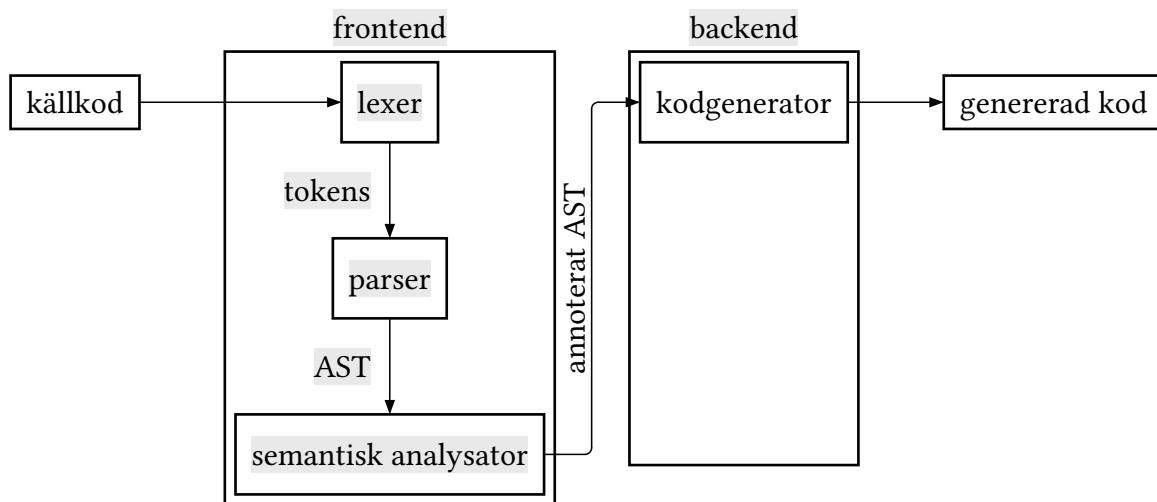 frontend
backend
källkod
lexer
kodgenerator
genererad kod
tokens
parser
annoterat AST
AST
semantisk analysator